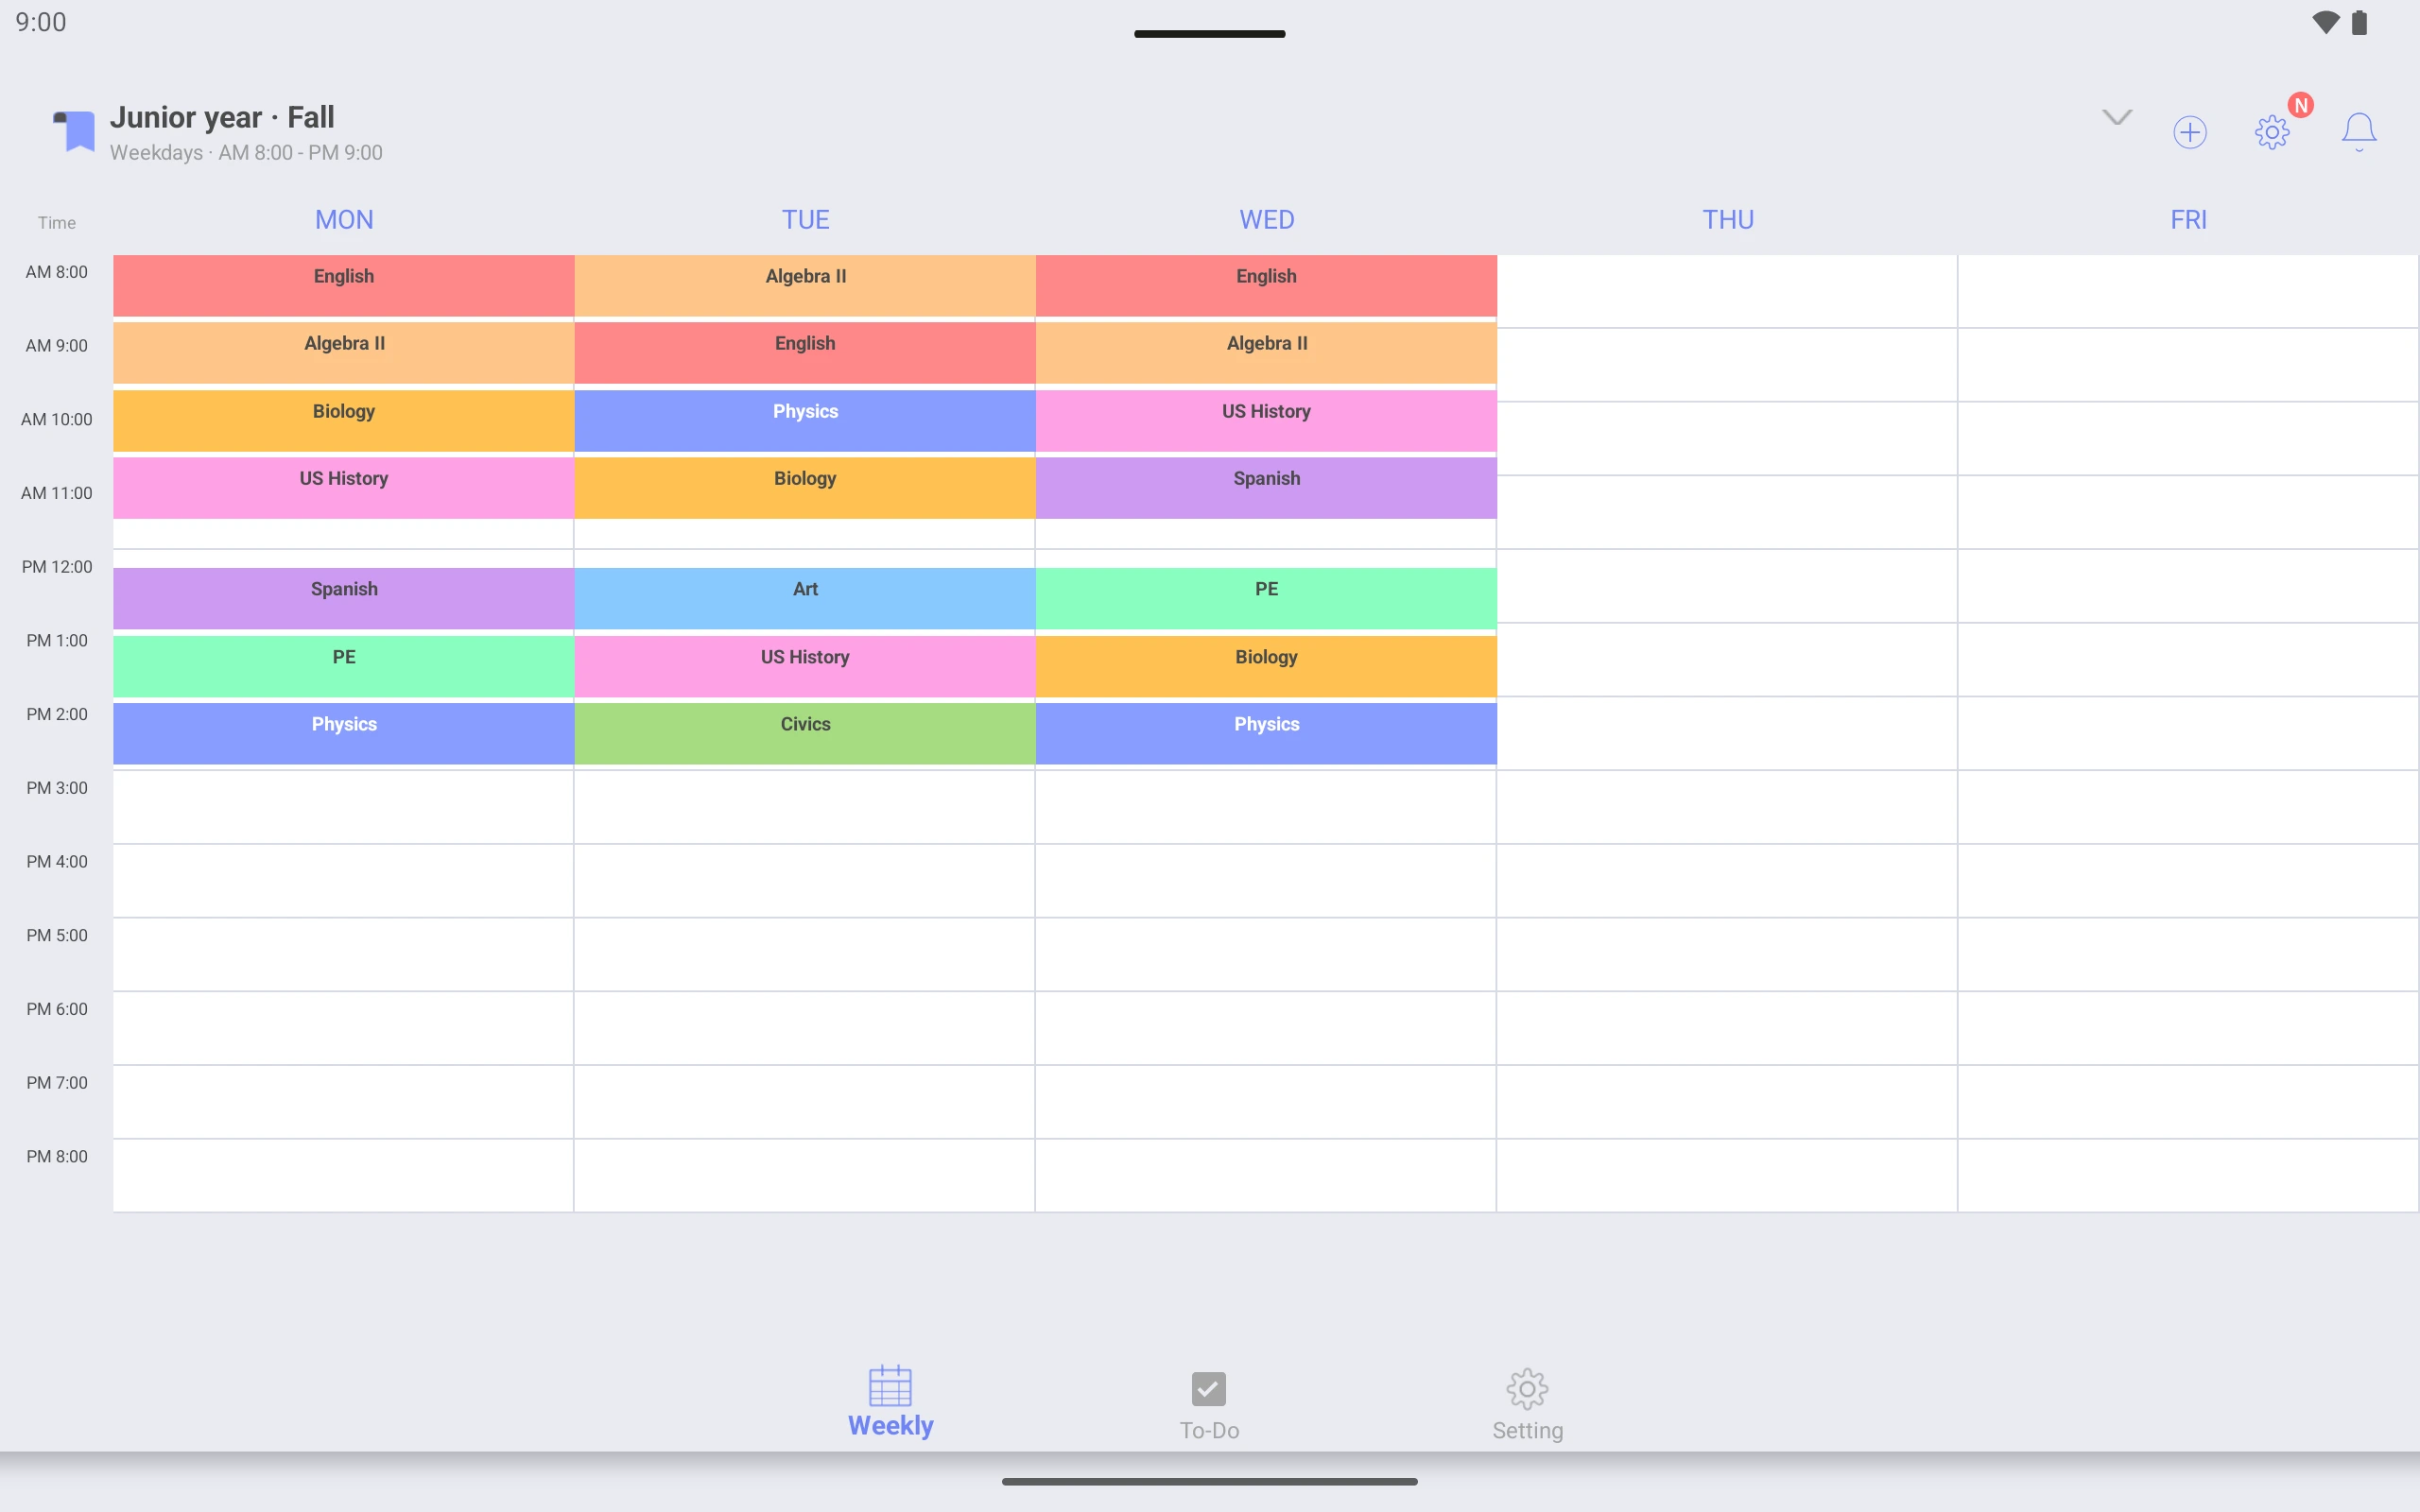 9:00
Junior year · Fall
N
Weekdays · AM 8:00 - PM 9:00
Time MON TUE WED THU FRI
AM 8:00 English Algebra II English
AM 9:00 Algebra II English Algebra II
AM 10:00 Biology Physics US History
AM 11:00 US History Biology Spanish
PM 12:00
Spanish Art PE
PM 1:00 PE US History Biology
PM 2:00 Physics Civics Physics
PM 3:00
PM 4:00
PM 5:00
PM 6:00
PM 7:00
PM 8:00
Weekly To-Do Setting